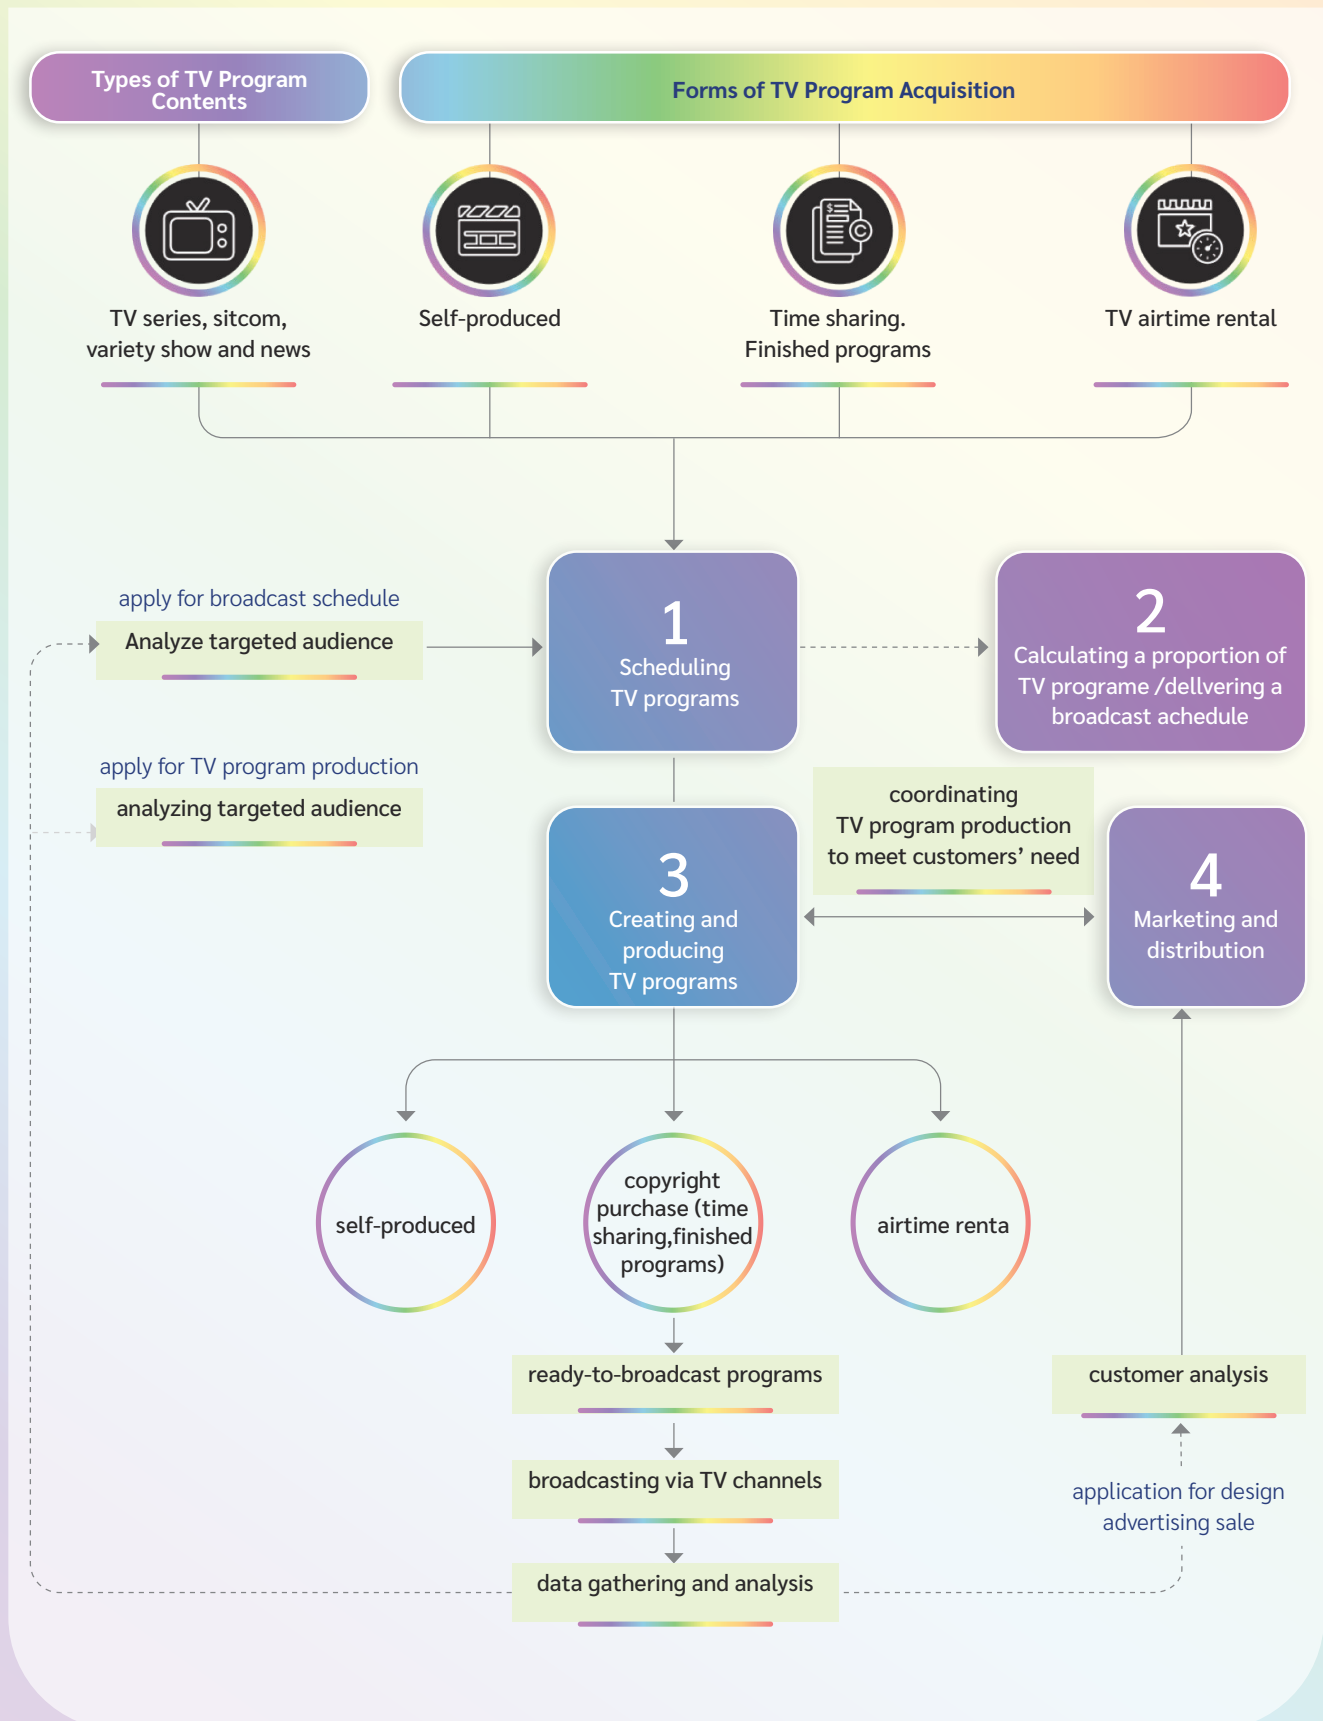 Types of TV Program
Contents
Forms of TV Program Acquisition
TV series, sitcom,
variety show and news
Self-produced
Time sharing.
Finished programs
TV airtime rental
apply for broadcast schedule
Analyze targeted audience
1
Scheduling
TV programs
2
Calculating a proportion of
TV programe /dellvering a
broadcast achedule
apply for TV program production
analyzing targeted audience
3
Creating and
producing
TV programs
coordinating
TV program production
to meet customers’ need
4
Marketing and
distribution
self-produced
copyright
purchase (time
sharing,finished
programs)
airtime renta
ready-to-broadcast programs
customer analysis
broadcasting via TV channels
application for design
advertising sale
data gathering and analysis